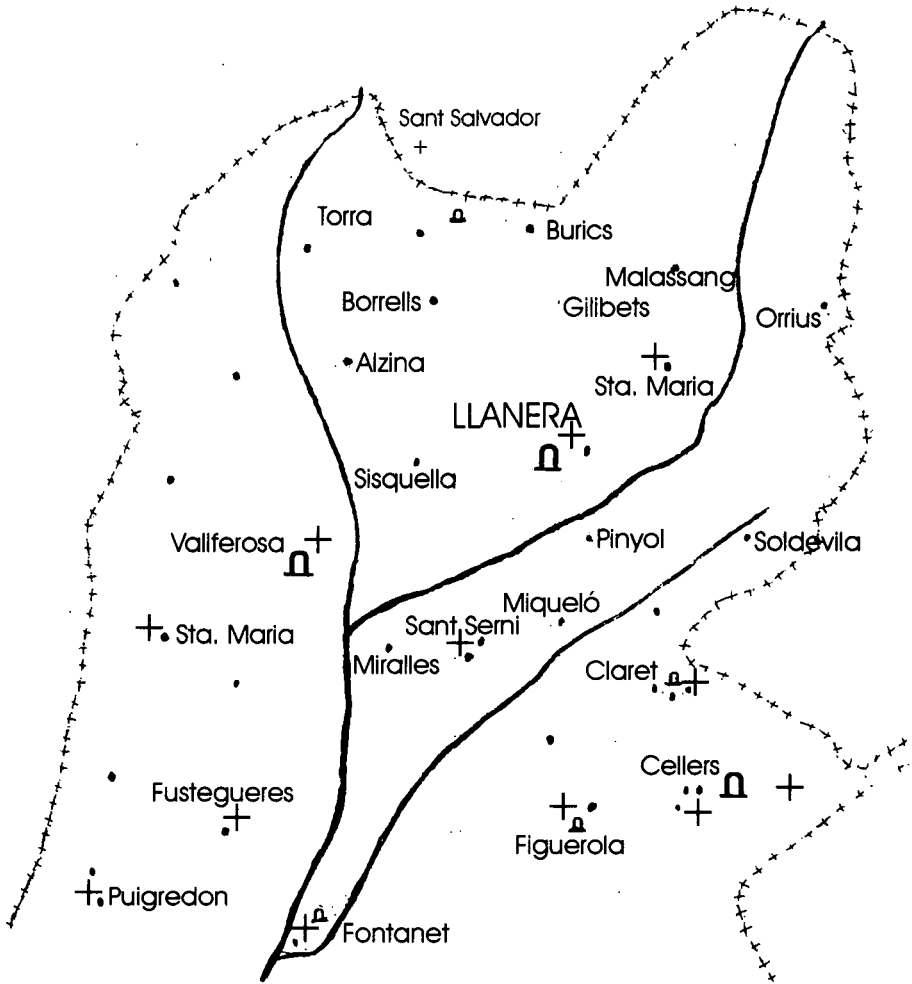 Sant Salvador
Torra
Burics
Malassang
Borrells
Gilibets
Orrius
Alzina
Sta. Maria
LLANERA
Sisquella
Valiferosa
Pinyol
Soldevila
Miqueló
Sant Serni
Sta. Maria
Miralles
Claret
Cellers
Fustegueres
Figuerola
Puigredon
Fontanet